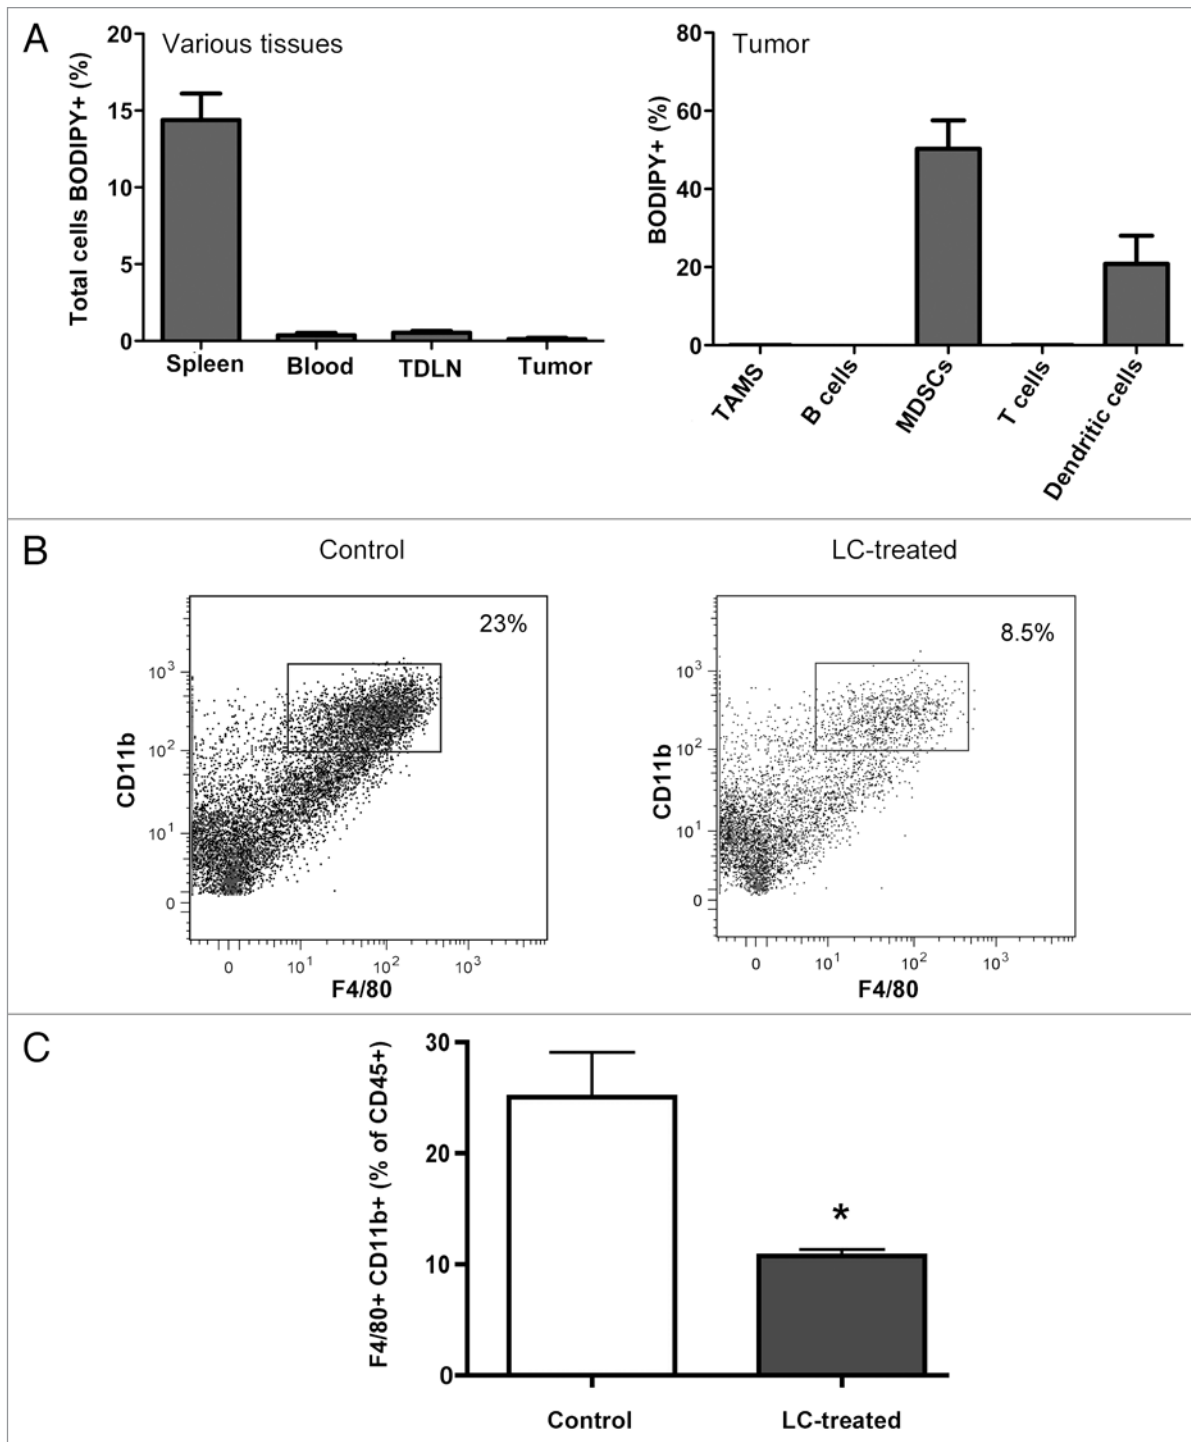 A
Various tissues
Total cells BODIPY+ (%)
20
15
10
5
0
Spleen
Blood
TDLN
Tumor
Tumor
BODIPY+ (%)
80
60
40
20
0
TAMS
B cells
MDSCs
T cells
Dendritic cells
B
Control
23%
CD11b
10³
10²
10¹
0
0
10¹
10²
10³
F4/80
LC-treated
8.5%
CD11b
10³
10²
10¹
0
0
10¹
10²
10³
F4/80
C
F4/80+ CD11b+ (% of CD45+)
30
20
10
0
*
Control
LC-treated